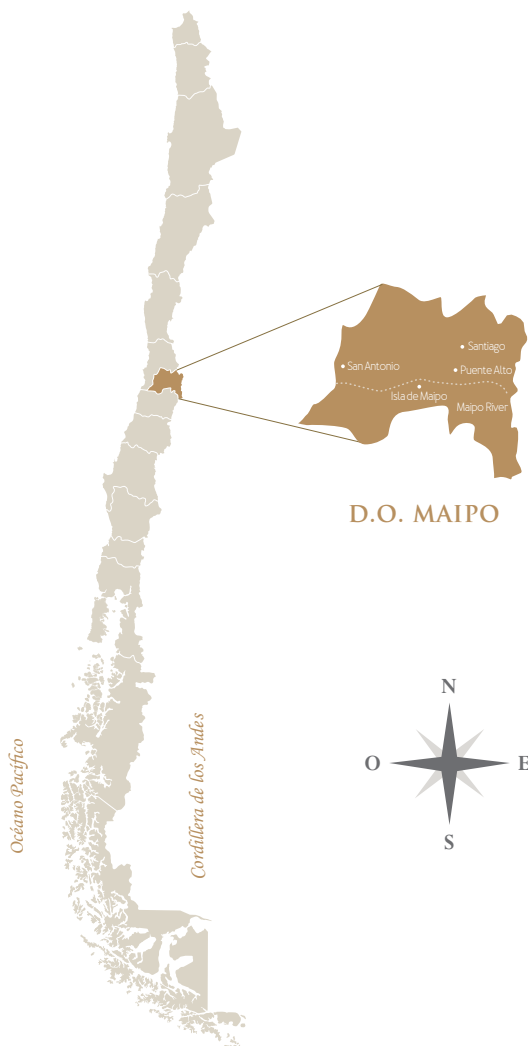 Santiago
San Antonio
Puente Alto
Isla de Maipo
Maipo River
D.O. MAIPO
N
O
E
S
Océano Pacífico
Cordillera de los Andes